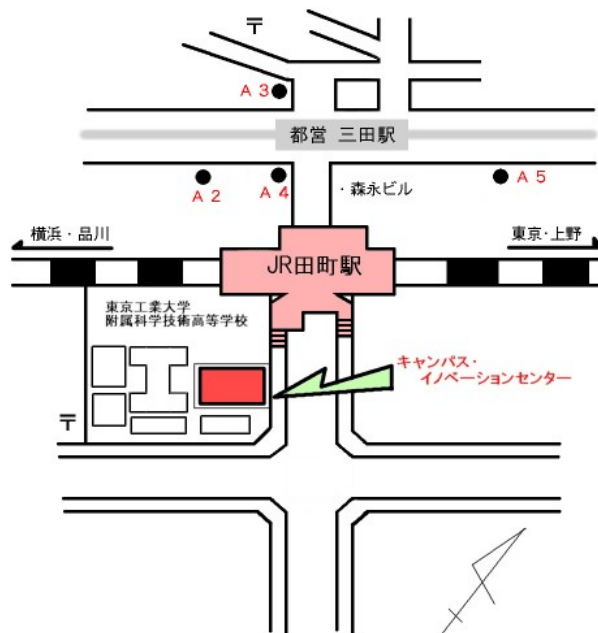 〒
A3
都営 三田駅
A2
A4
・森永ビル
A5
横浜・品川
東京・上野
JR田町駅
東京工業大学
附属科学技術高等学校
キャンパス・
イノベーションセンター
〒